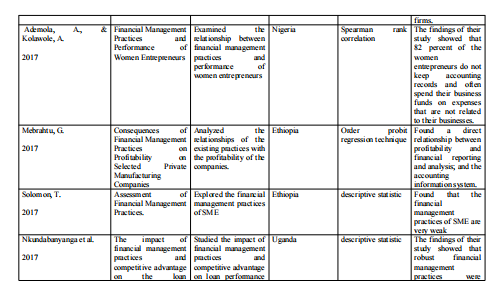 firms.
Ademola, A., & Kolawole, A.
2017
Financial Management
Practices and
Performance of
Women Entrepreneurs
Examined the
relationship between
financial management
practices and
performance of
women entrepreneurs
Nigeria
Spearman rank
correlation
The findings of their
study showed that
82 percent of the
women
entrepreneurs do not
keep accounting
records and often
spend their business
funds on expenses
that are not related
to their businesses.
Mebrahtu, G.
2017
Consequences of
Financial Management
Practices on
Profitability on
Selected Private
Manufacturing
Companies
Analyzed the
relationships of the
existing practices with
the profitability of the
companies.
Ethiopia
Order probit
regression technique
Found a direct
relationship between
profitability and
financial reporting
and analysis; and the
accounting
information system.
Solomon, T.
2017
Assessment of
Financial Management
Practices.
Explored the financial
management practices
of SME
Ethiopia
descriptive statistic
Found that the
financial
management
practices of SME are
very weak
Nkundabanyanga et al.
2017
The impact of
financial management
practices and
competitive advantage
on the loan
Studied the impact of
financial management
practices and
competitive advantage
on loan performance
Uganda
descriptive statistic
The findings of their
study showed that
robust financial
management
practices were